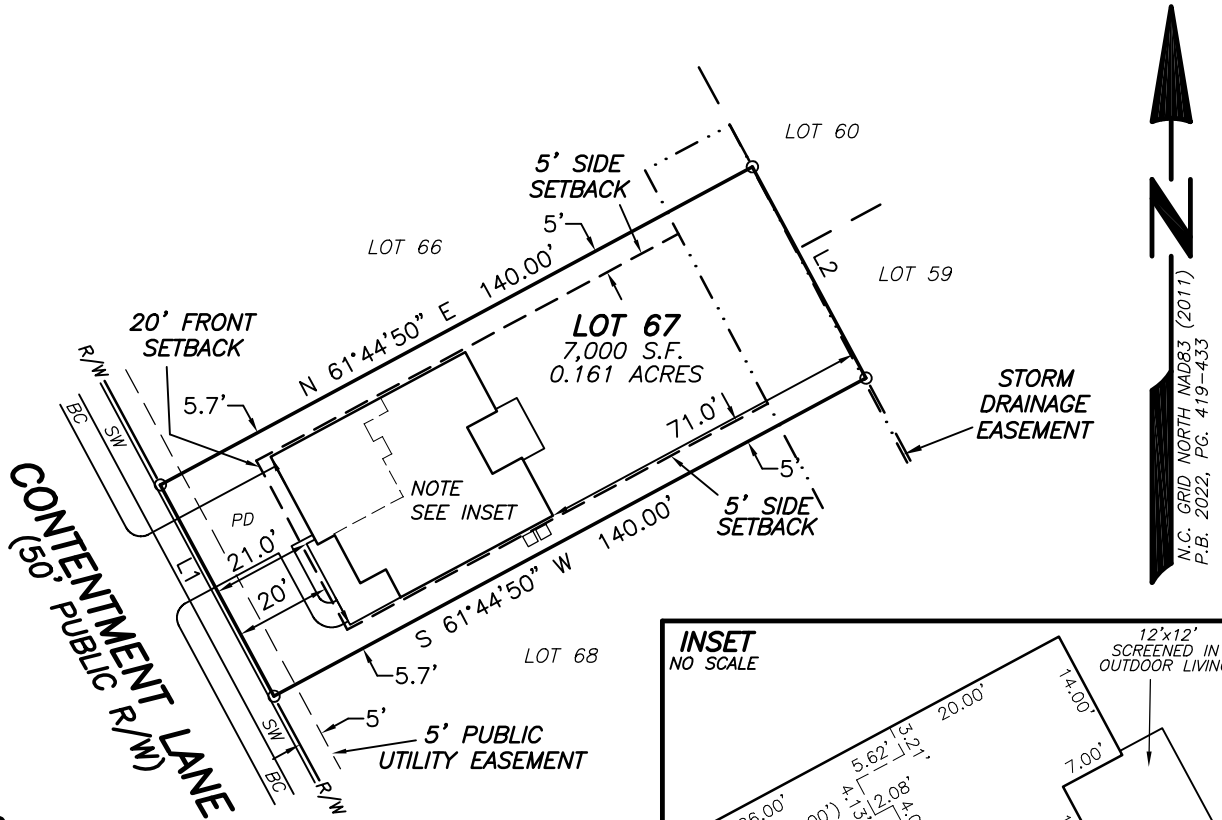 LOT 60
5' SIDE
SETBACK
5'
LOT 66
LOT 59
L2
N 61°44'50" E 140.00'
20' FRONT
SETBACK
LOT 67
7,000 S.F.
0.161 ACRES
R/W
BC
SW
5.7'
STORM
DRAINAGE
EASEMENT
71.0'
5'
NOTE
SEE INSET
5' SIDE
SETBACK
PD
21.0'
20'
L1
S 61°44'50" W 140.00'
CONTENTMENT LANE
(50' PUBLIC R/W)
LOT 68
5.7'
5'
5' PUBLIC
UTILITY EASEMENT
SW
BC
R/W
N
N.C. GRID NORTH NAD83 (2011)
P.B. 2022, PG. 419-433
INSET
NO SCALE
12'x12'
SCREENED IN
OUTDOOR LIVING
14.00'
20.00'
3.21'
5.62'
7.00'
4.13'
2.08'